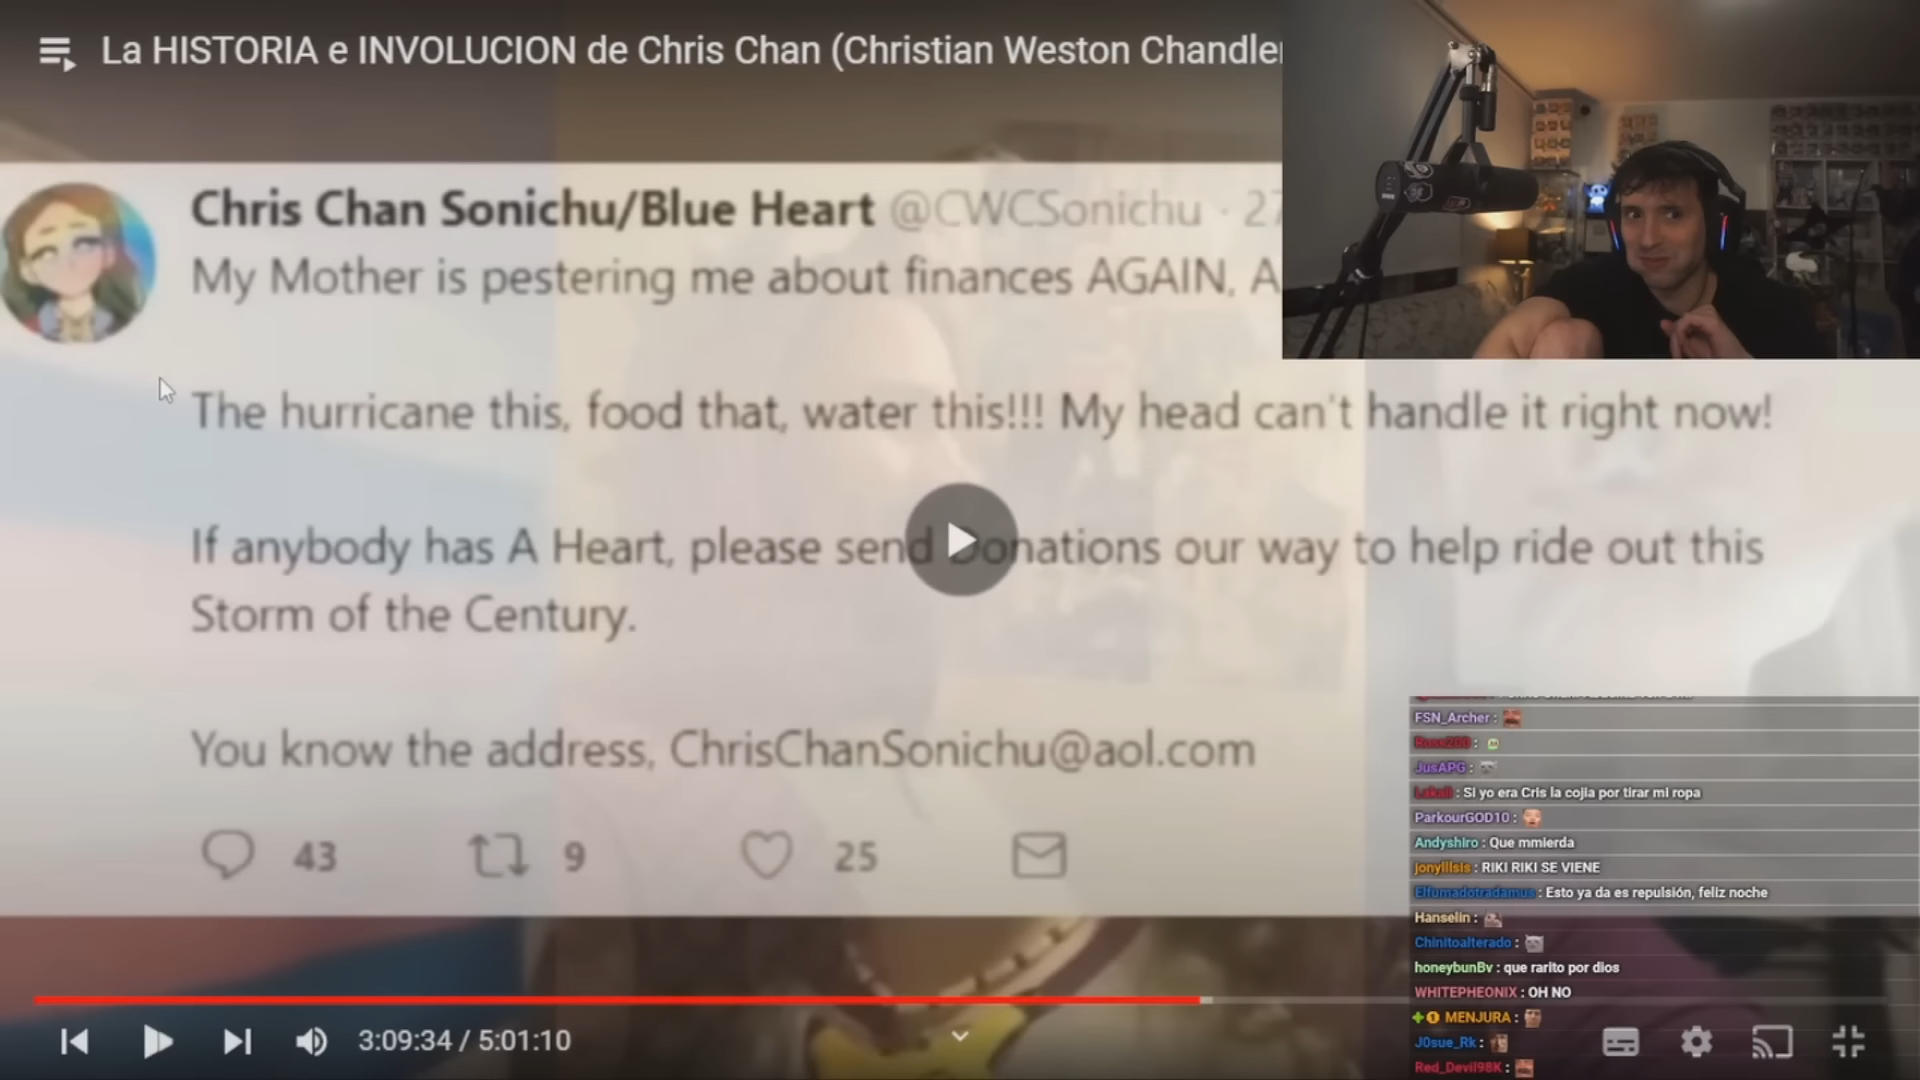 La HISTORIA e INVOLUCION de Chris Chan (Christian Weston Chandler
Chris Chan Sonichu/Blue Heart @CWCSonichu · 27
My Mother is pestering me about finances AGAIN, A
The hurricane this, food that, water this!!! My head can't handle it right now!
If anybody has A Heart, please send Donations our way to help ride out this
Storm of the Century.
You know the address, ChrisChanSonichu@aol.com
43 9 25
FSN_Archer :
JusAPG :
: Si yo era Cris la cojia por tirar mi ropa
ParkourGOD10 :
Andyshiro : Que mmierda
jonylllsis : RIKI RIKI SE VIENE
Elfumadotradamus : Esto ya da es repulsión, feliz noche
Hanselin :
Chinitoalterado :
honeybunBv : que rarito por dios
WHITEPHEONIX : OH NO
MENJURA :
J0sue_Rk :
Red_Devil98K :
3:09:34 / 5:01:10